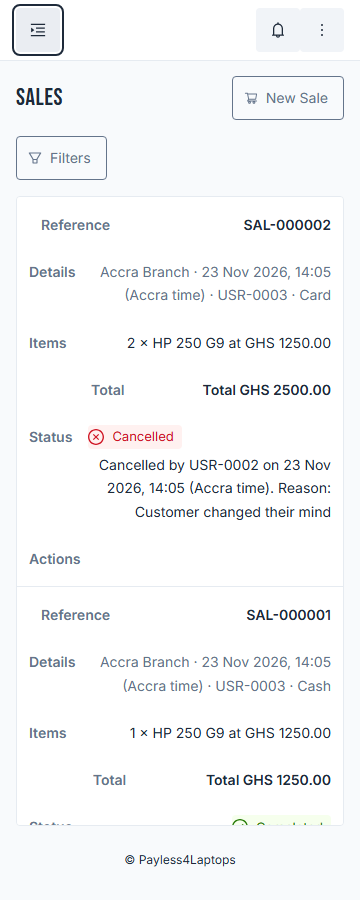 SALES
New Sale
Filters
Reference SAL-000002
Details Accra Branch · 23 Nov 2026, 14:05
(Accra time) · USR-0003 · Card
Items 2 × HP 250 G9 at GHS 1250.00
Total Total GHS 2500.00
Status Cancelled
Cancelled by USR-0002 on 23 Nov
2026, 14:05 (Accra time). Reason:
Customer changed their mind
Actions
Reference SAL-000001
Details Accra Branch · 23 Nov 2026, 14:05
(Accra time) · USR-0003 · Cash
Items 1 × HP 250 G9 at GHS 1250.00
Total Total GHS 1250.00
© Payless4Laptops